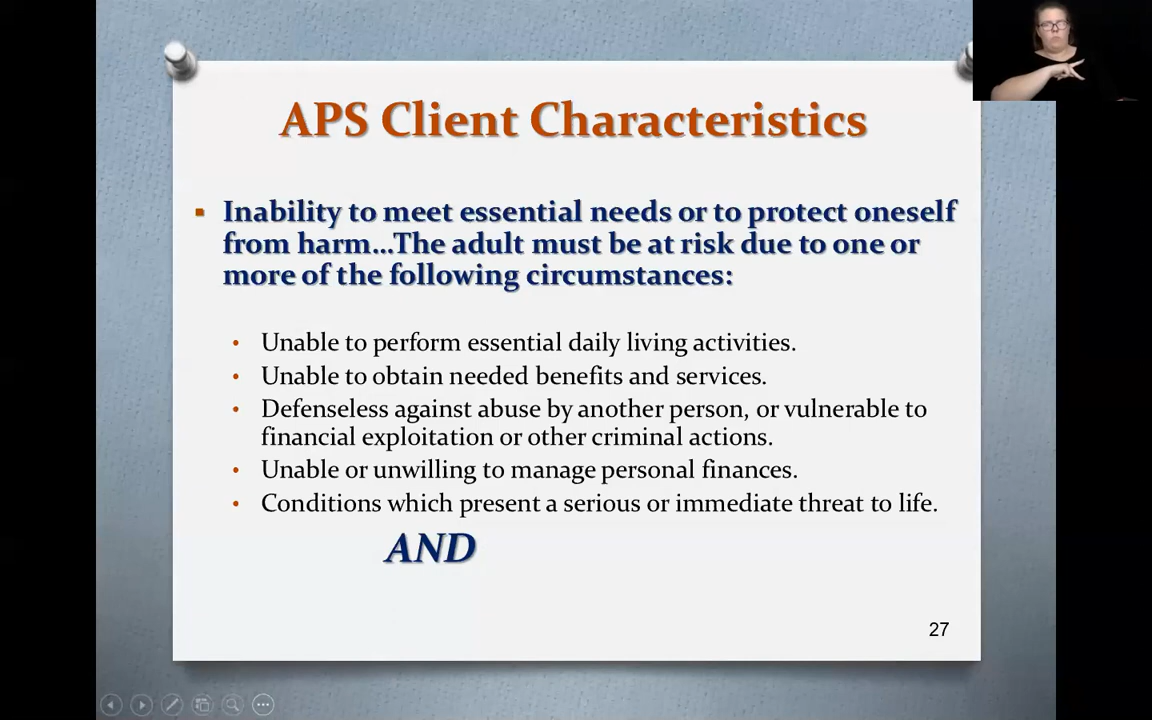 APS Client Characteristics
▪ Inability to meet essential needs or to protect oneself
from harm...The adult must be at risk due to one or
more of the following circumstances:
• Unable to perform essential daily living activities.
• Unable to obtain needed benefits and services.
• Defenseless against abuse by another person, or vulnerable to
financial exploitation or other criminal actions.
• Unable or unwilling to manage personal finances.
• Conditions which present a serious or immediate threat to life.
AND
27